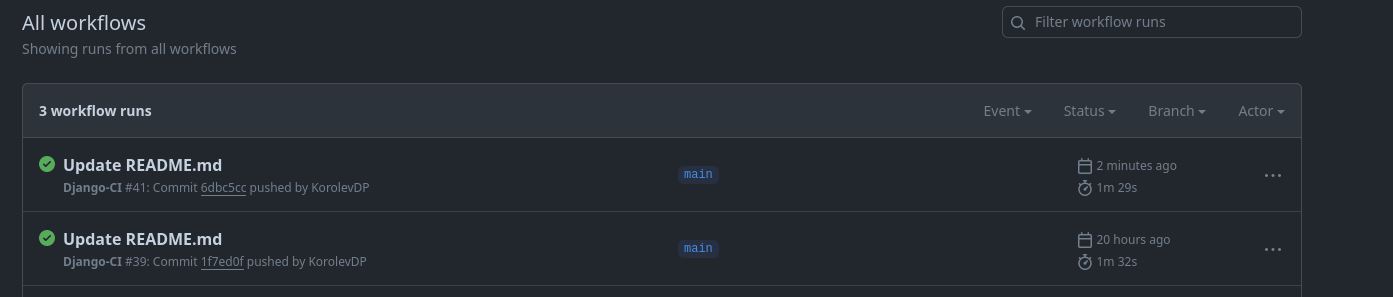 All workflows
Filter workflow runs
Showing runs from all workflows
3 workflow runs
Event Status Branch Actor
Update README.md
main
2 minutes ago
Django-CI #41: Commit 6dbc5cc pushed by KorolevDP
1m 29s
Update README.md
main
20 hours ago
Django-CI #39: Commit 1f7ed0f pushed by KorolevDP
1m 32s